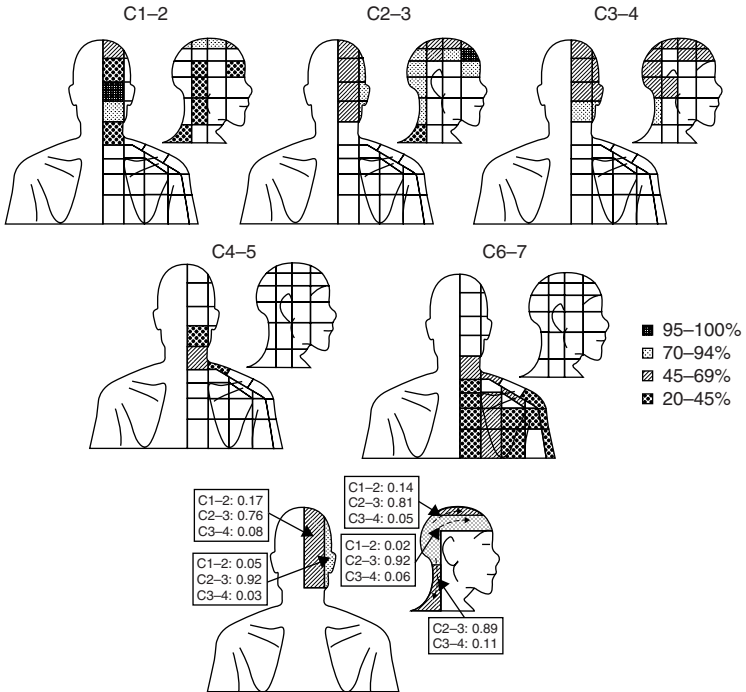 C1–2
C2–3
C3–4
C4–5
C6–7
95–100%
70–94%
45–69%
20–45%
C1–2: 0.17
C2–3: 0.76
C3–4: 0.08
C1–2: 0.05
C2–3: 0.92
C3–4: 0.03
C1–2: 0.14
C2–3: 0.81
C3–4: 0.05
C1–2: 0.02
C2–3: 0.92
C3–4: 0.06
C2–3: 0.89
C3–4: 0.11